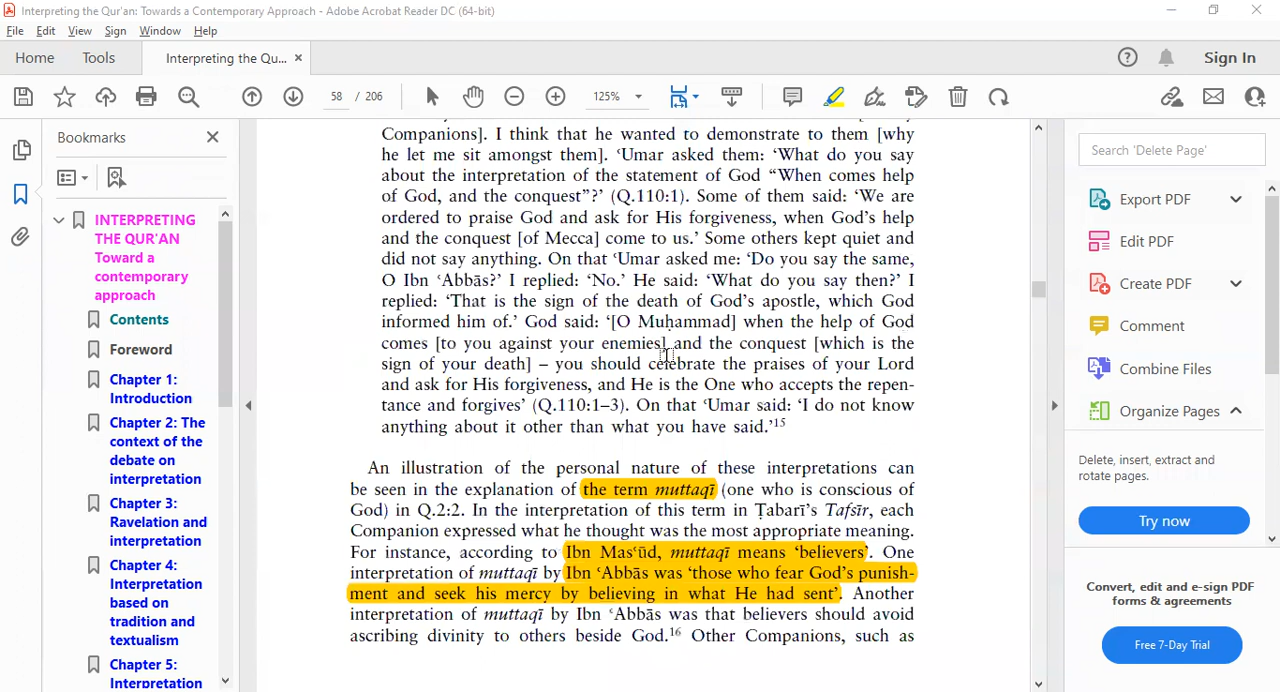 Interpreting the Qur'an: Towards a Contemporary Approach - Adobe Acrobat Reader DC (64-bit)
File Edit View Sign Window Help
Home Tools Interpreting the Qu... × Sign In
58 / 206 125%
Bookmarks
INTERPRETING
THE QUR'AN
Toward a
contemporary
approach
Contents
Foreword
Chapter 1:
Introduction
Chapter 2: The
context of the
debate on
interpretation
Chapter 3:
Ravelation and
interpretation
Chapter 4:
Interpretation
based on
tradition and
textualism
Chapter 5:
Interpretation
Companions]. I think that he wanted to demonstrate to them [why
he let me sit amongst them]. ʿUmar asked them: ‘What do you say
about the interpretation of the statement of God “When comes help
of God, and the conquest”?’ (Q.110:1). Some of them said: ‘We are
ordered to praise God and ask for His forgiveness, when God’s help
and the conquest [of Mecca] come to us.’ Some others kept quiet and
did not say anything. On that ʿUmar asked me: ‘Do you say the same,
O Ibn ʿAbbās?’ I replied: ‘No.’ He said: ‘What do you say then?’ I
replied: ‘That is the sign of the death of God’s apostle, which God
informed him of.’ God said: ‘[O Muḥammad] when the help of God
comes [to you against your enemies] and the conquest [which is the
sign of your death] – you should celebrate the praises of your Lord
and ask for His forgiveness, and He is the One who accepts the repen-
tance and forgives’ (Q.110:1–3). On that ʿUmar said: ‘I do not know
anything about it other than what you have said.’15
An illustration of the personal nature of these interpretations can
be seen in the explanation of the term muttaqī (one who is conscious of
God) in Q.2:2. In the interpretation of this term in Ṭabarī’s Tafsīr, each
Companion expressed what he thought was the most appropriate meaning.
For instance, according to Ibn Masʿūd, muttaqī means ‘believers’. One
interpretation of muttaqī by Ibn ʿAbbās was ‘those who fear God’s punish-
ment and seek his mercy by believing in what He had sent’. Another
interpretation of muttaqī by Ibn ʿAbbās was that believers should avoid
ascribing divinity to others beside God.16 Other Companions, such as
Search 'Delete Page'
Export PDF
Edit PDF
Create PDF
Comment
Combine Files
Organize Pages
Delete, insert, extract and
rotate pages.
Try now
Convert, edit and e-sign PDF
forms & agreements
Free 7-Day Trial